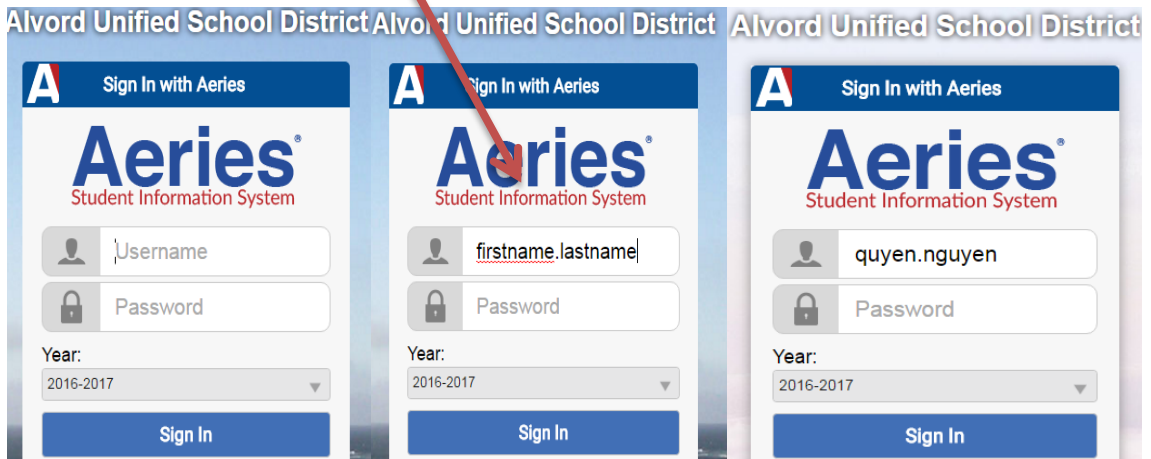 Alvord Unified School District
A Sign In with Aeries
Aeries®
Student Information System
Username
Password
Year:
2016-2017
Sign In
Alvord Unified School District
A Sign In with Aeries
Aeries®
Student Information System
firstname.lastname
Password
Year:
2016-2017
Sign In
Alvord Unified School District
A Sign In with Aeries
Aeries®
Student Information System
quyen.nguyen
Password
Year:
2016-2017
Sign In